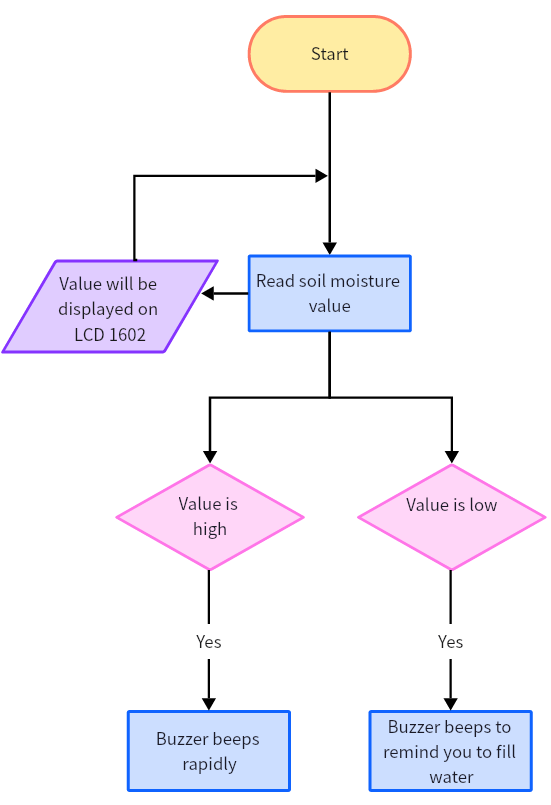 Start
Value will be
displayed on
LCD 1602
Read soil moisture
value
Value is
high
Value is low
Yes
Yes
Buzzer beeps
rapidly
Buzzer beeps to
remind you to fill
water